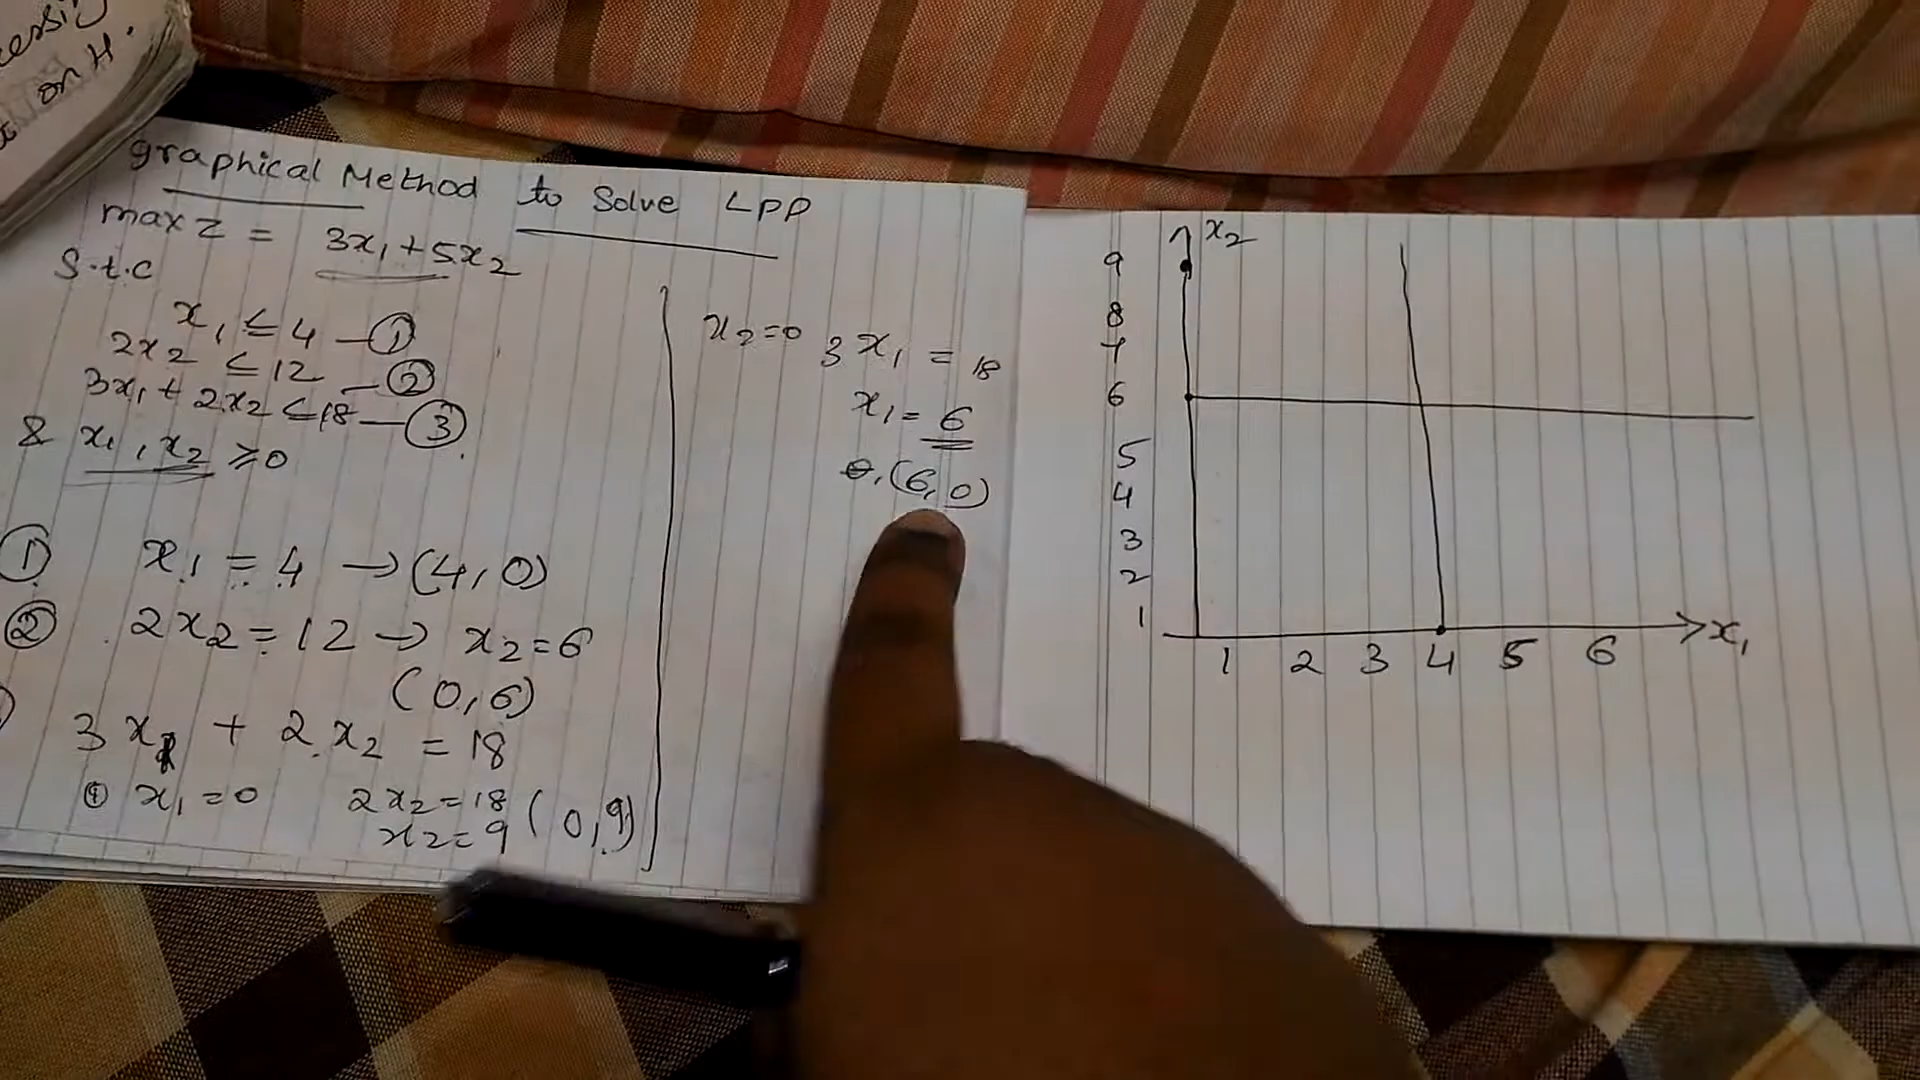 cessi
on H.
graphical Method to Solve LPP
max Z = 3x₁+5x₂
S.t.c
x₁ ≤ 4 — ①
2x₂ ≤ 12 — ②
3x₁ + 2x₂ ≤ 18 — ③
& x₁, x₂ ≥ 0
① x₁ = 4 → (4, 0)
② 2x₂ = 12 → x₂ = 6
(0, 6)
3x₁ + 2x₂ = 18
x₁ = 0 2x₂ = 18
x₂ = 9 (0, 9)
x₂ = 0 3x₁ = 18
x₁ = 6
(6, 0)
x₂
9
8
7
6
5
4
3
2
1
1 2 3 4 5 6 x₁